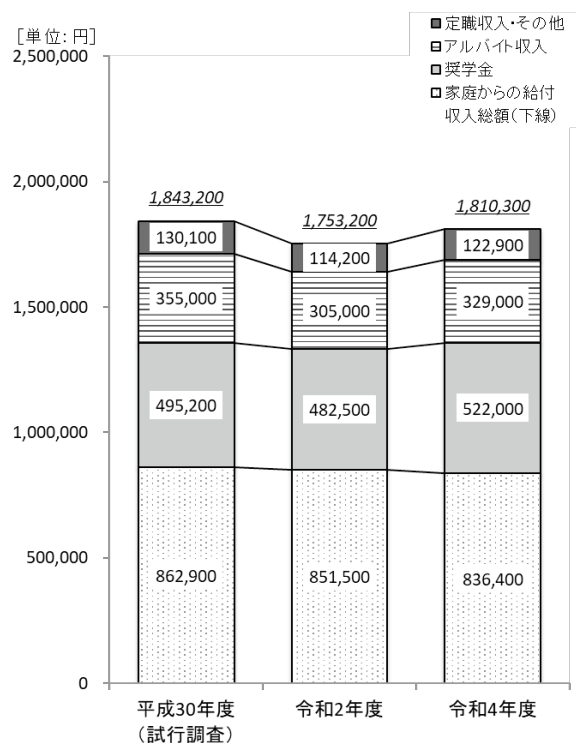 [単位:円]
■定職収入・その他
アルバイト収入
奨学金
家庭からの給付
収入総額(下線)
2,500,000
2,000,000
1,500,000
1,000,000
500,000
0
1,843,200
130,100
355,000
495,200
862,900
1,753,200
114,200
305,000
482,500
851,500
1,810,300
122,900
329,000
522,000
836,400
平成30年度
(試行調査)
令和2年度
令和4年度